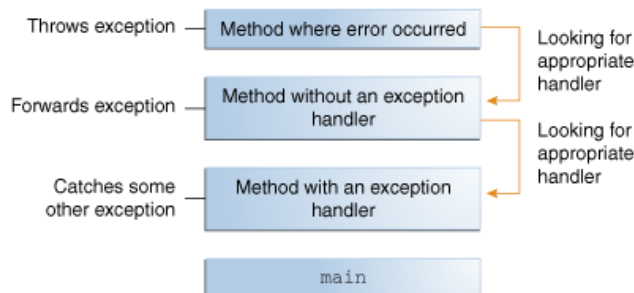 Throws exception
Method where error occurred
Looking for
appropriate
handler
Forwards exception
Method without an exception
handler
Looking for
appropriate
handler
Catches some
other exception
Method with an exception
handler
main